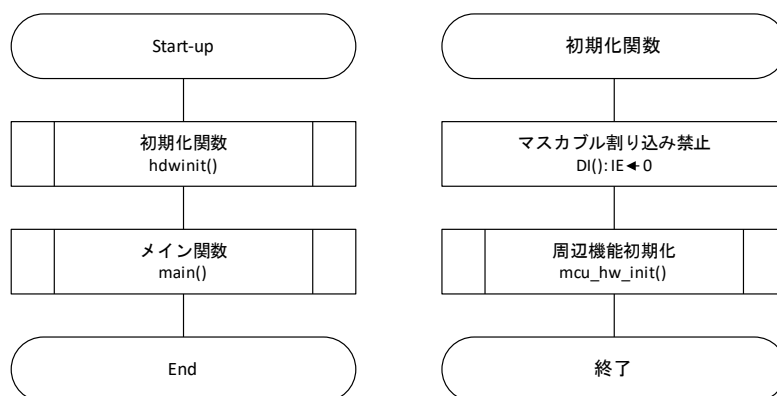 Start-up
初期化関数
hdwinit()
メイン関数
main()
End
初期化関数
マスカブル割り込み禁止
DI(): IE←0
周辺機能初期化
mcu_hw_init()
終了